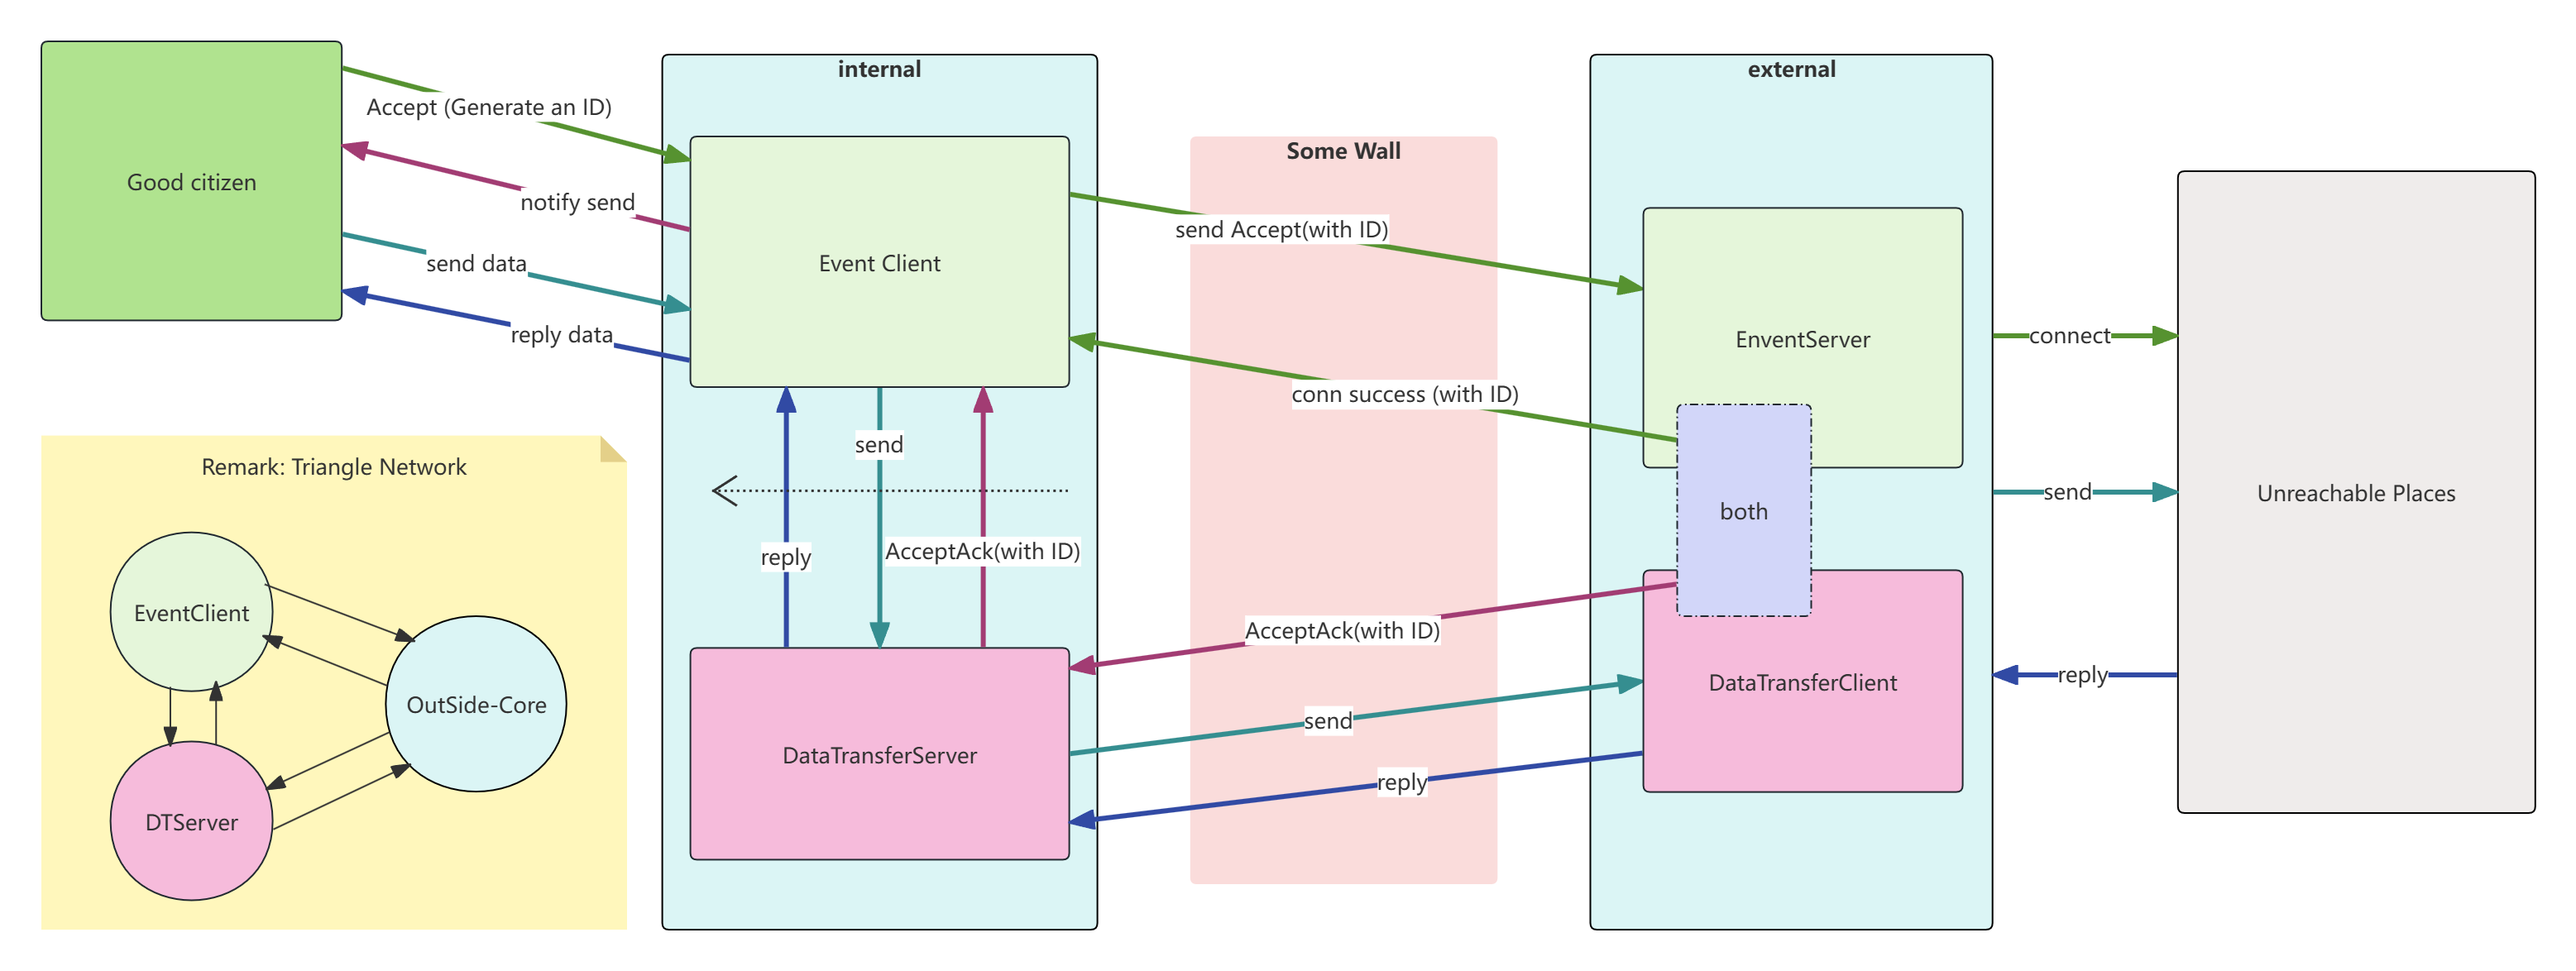 Good citizen
Accept (Generate an ID)
notify send
send data
reply data
internal
Event Client
send
reply
AcceptAck(with ID)
DataTransferServer
Some Wall
send Accept(with ID)
conn success (with ID)
AcceptAck(with ID)
send
reply
external
EnventServer
both
DataTransferClient
connect
send
reply
Unreachable Places
Remark: Triangle Network
EventClient
OutSide-Core
DTServer